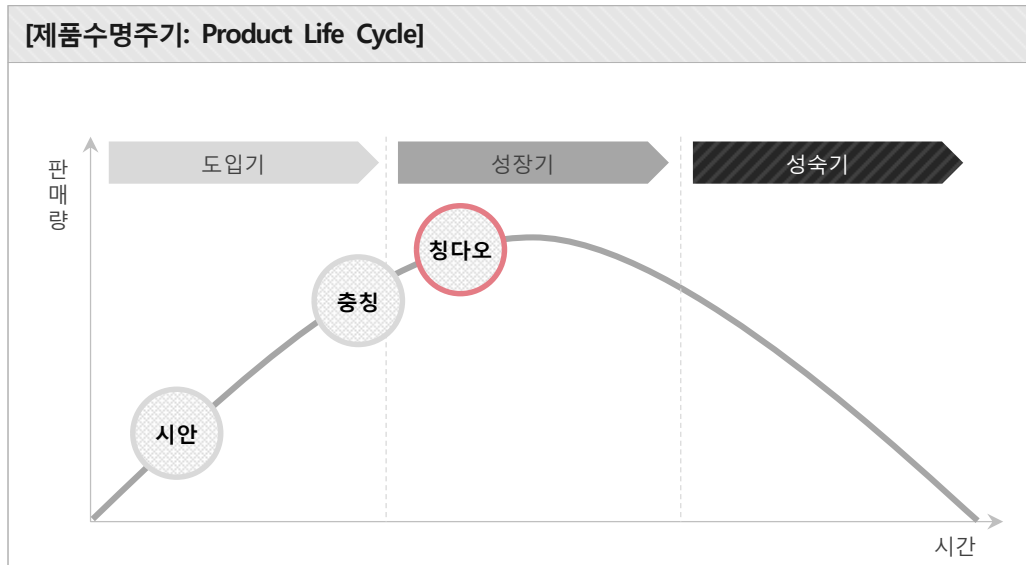 [제품수명주기: Product Life Cycle]
판매량
도입기
성장기
성숙기
칭다오
충칭
시안
시간